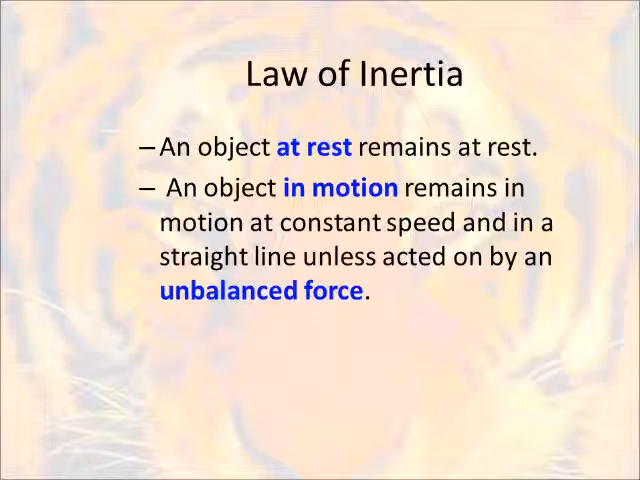 Law of Inertia
– An object at rest remains at rest.
– An object in motion remains in
motion at constant speed and in a
straight line unless acted on by an
unbalanced force.